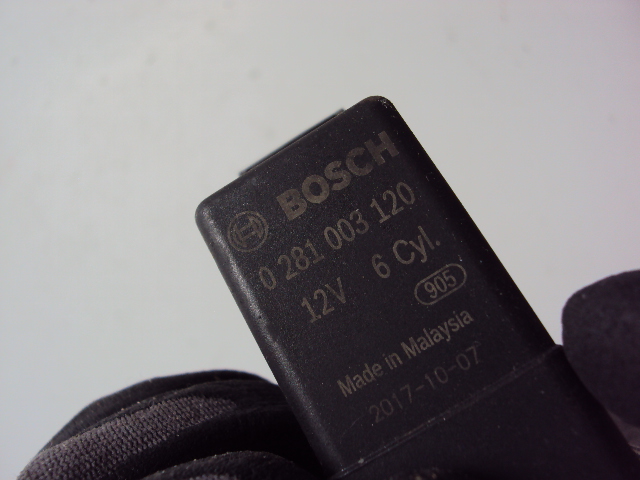 BOSCH
0 281 003 120
12V 6 Cyl.
905
Made in Malaysia
2017-10-07